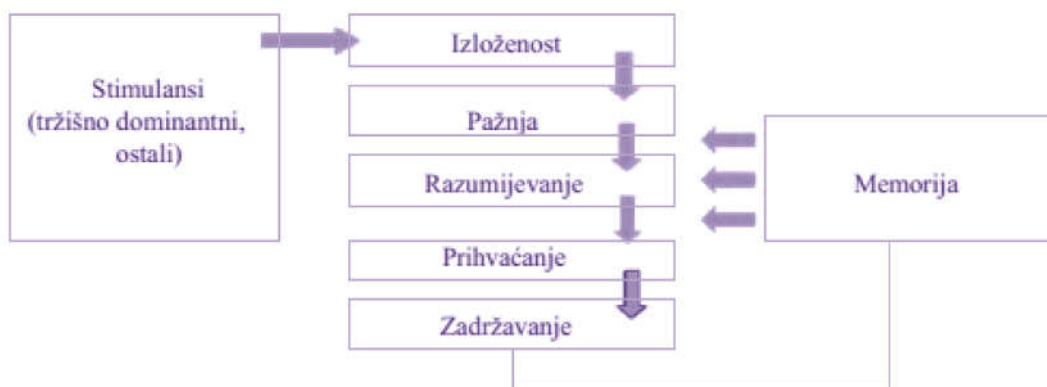 Izloženost
Stimulansi
(tržišno dominantni,
ostali)
Pažnja
Razumijevanje
Memorija
Prihvaćanje
Zadržavanje